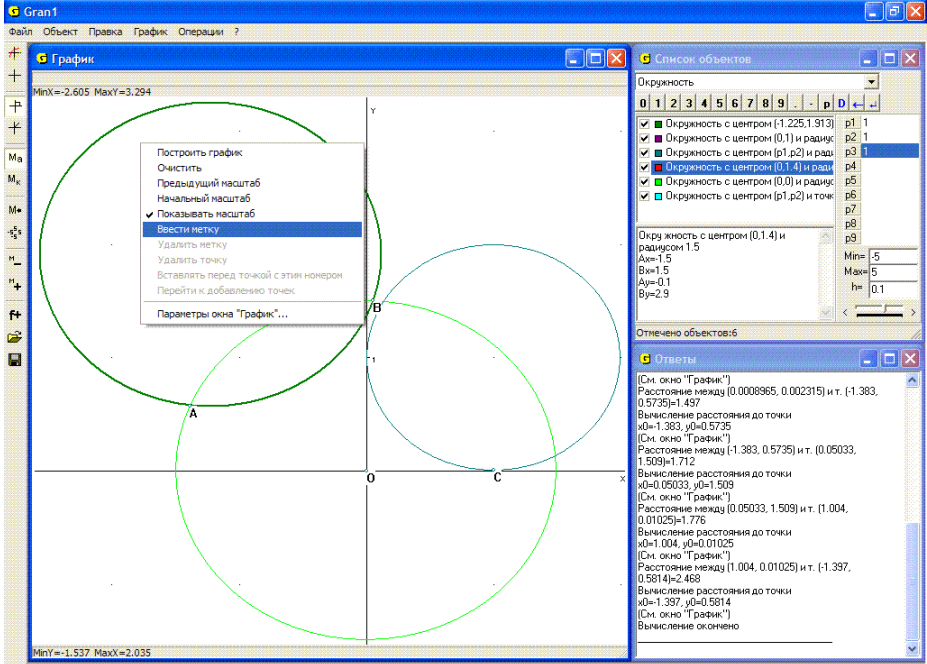 Gran1
Файл Объект Правка График Операции ?
График
MinX=-2.605 MaxY=3.294
Y
Построить график
Очистить
Предыдущий масштаб
Начальный масштаб
Показывать масштаб
Ввести метку
Удалить метку
Удалить точку
Вставлять перед точкой с этим номером
Перейти к добавлению точек
Параметры окна "График"...
B
1
A
O
C
X
MinY=-1.537 MaxX=2.035
Ma
Mк
M
M
M
f+
Список объектов
Окружность
0 1 2 3 4 5 6 7 8 9 . - p D ← ↵
Окружность с центром (-1.225,1.913)
Окружность с центром (0,1) и радиус
Окружность с центром (p1,p2) и ради
Окружность с центром (0,1.4) и ради
Окружность с центром (0,0) и радиус
Окружность с центром (p1,p2) и точк
p1 1
p2 1
p3 1
p4
p5
p6
p7
p8
p9
Окру жность с центром (0,1.4) и
радиусом 1.5
Ax=-1.5
Bx=1.5
Ay=-0.1
By=2.9
Min= -5
Max= 5
h= 0.1
Отмечено объектов:6
Ответы
(См. окно "График")
Расстояние между (0.0008965, 0.002315) и т. (-1.383,
0.5735)=1.497
Вычисление расстояния до точки
x0=-1.383, y0=0.5735
(См. окно "График")
Расстояние между (-1.383, 0.5735) и т. (0.05033,
1.509)=1.712
Вычисление расстояния до точки
x0=0.05033, y0=1.509
(См. окно "График")
Расстояние между (0.05033, 1.509) и т. (1.004,
0.01025)=1.776
Вычисление расстояния до точки
x0=1.004, y0=0.01025
(См. окно "График")
Расстояние между (1.004, 0.01025) и т. (-1.397,
0.5814)=2.468
Вычисление расстояния до точки
x0=-1.397, y0=0.5814
(См. окно "График")
Вычисление окончено